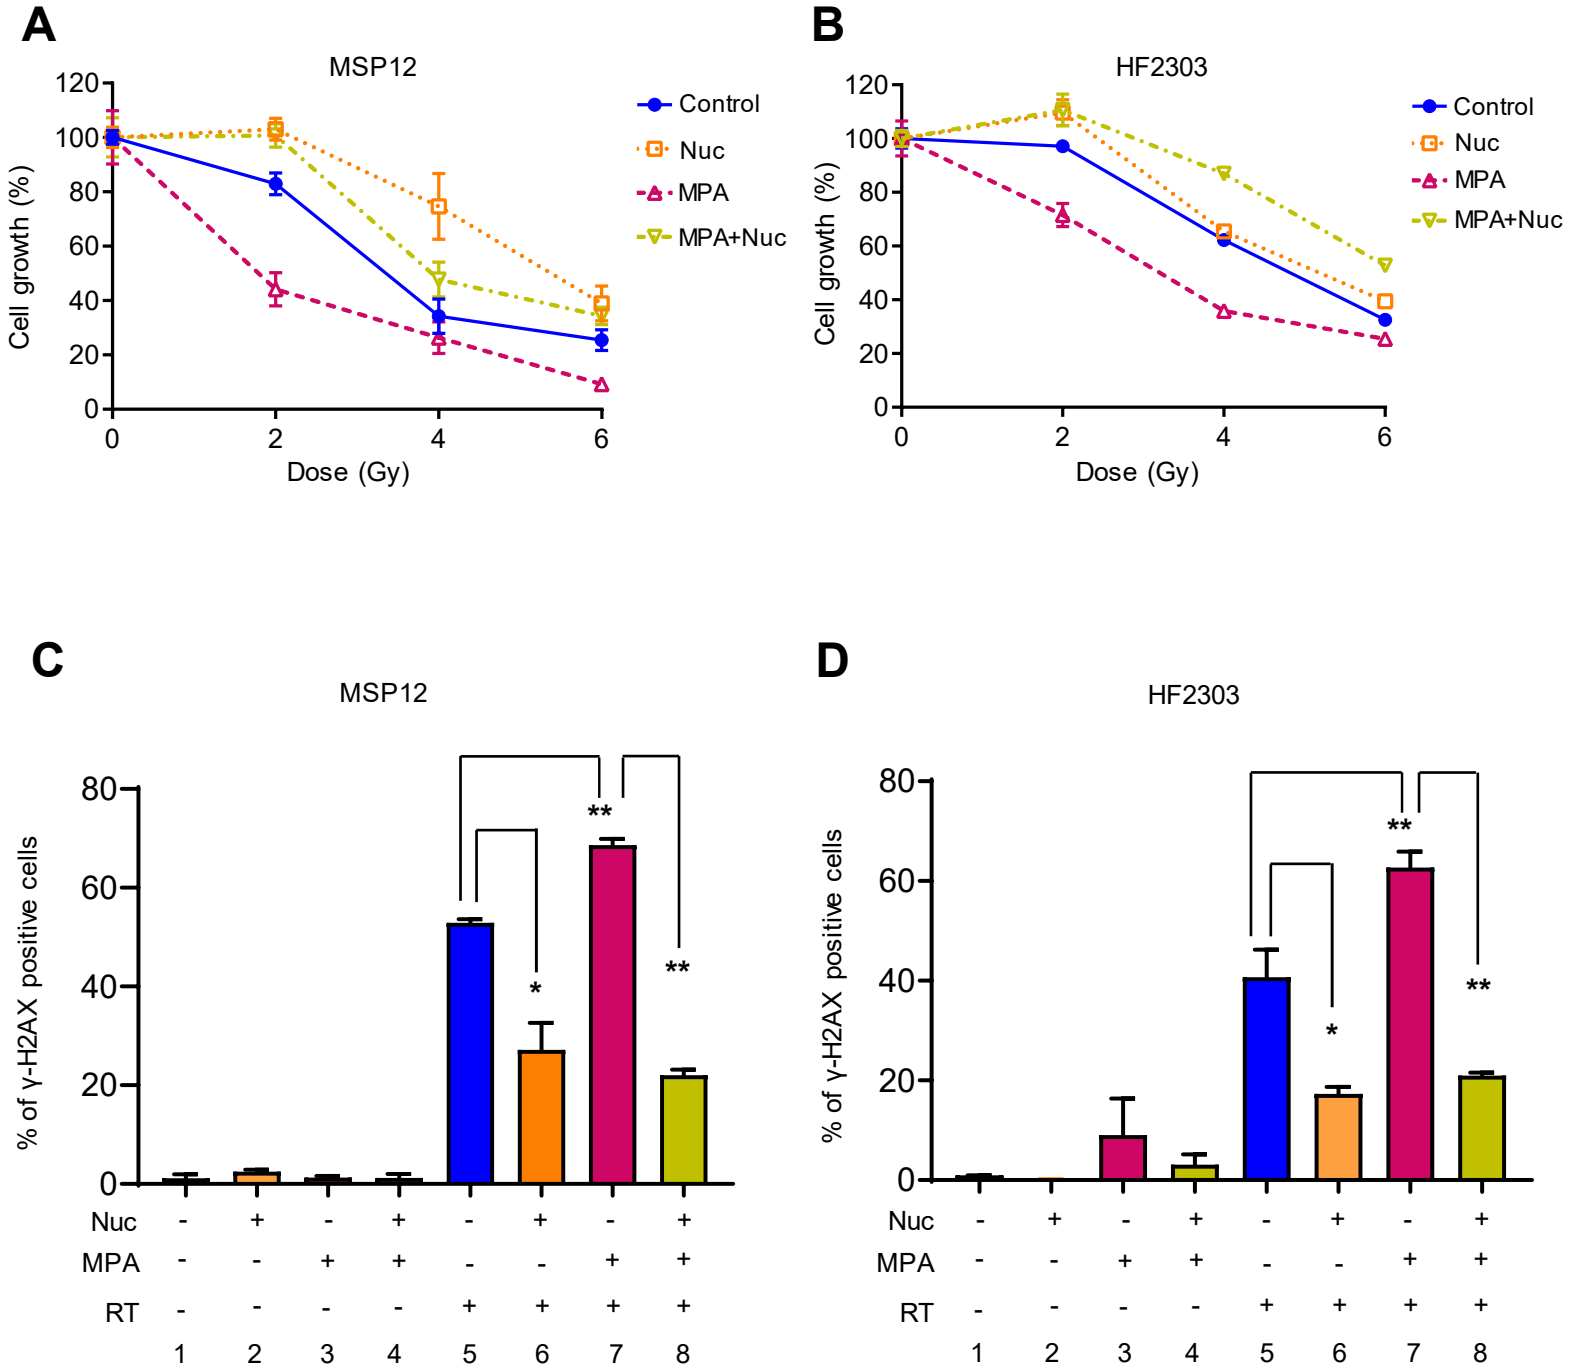 A
MSP12
120
100
80
60
40
20
0
0 2 4 6
Cell growth (%)
Dose (Gy)
Control
Nuc
MPA
MPA+Nuc
B
HF2303
120
100
80
60
40
20
0
0 2 4 6
Cell growth (%)
Dose (Gy)
Control
Nuc
MPA
MPA+Nuc
C
MSP12
80
60
40
20
0
% of γ-H2AX positive cells
**
*
**
Nuc - + - + - + - +
MPA - - + + - - + +
RT - - - - + + + +
1 2 3 4 5 6 7 8
D
HF2303
80
60
40
20
0
% of γ-H2AX positive cells
**
**
*
Nuc - + - + - + - +
MPA - - + + - - + +
RT - - - - + + + +
1 2 3 4 5 6 7 8